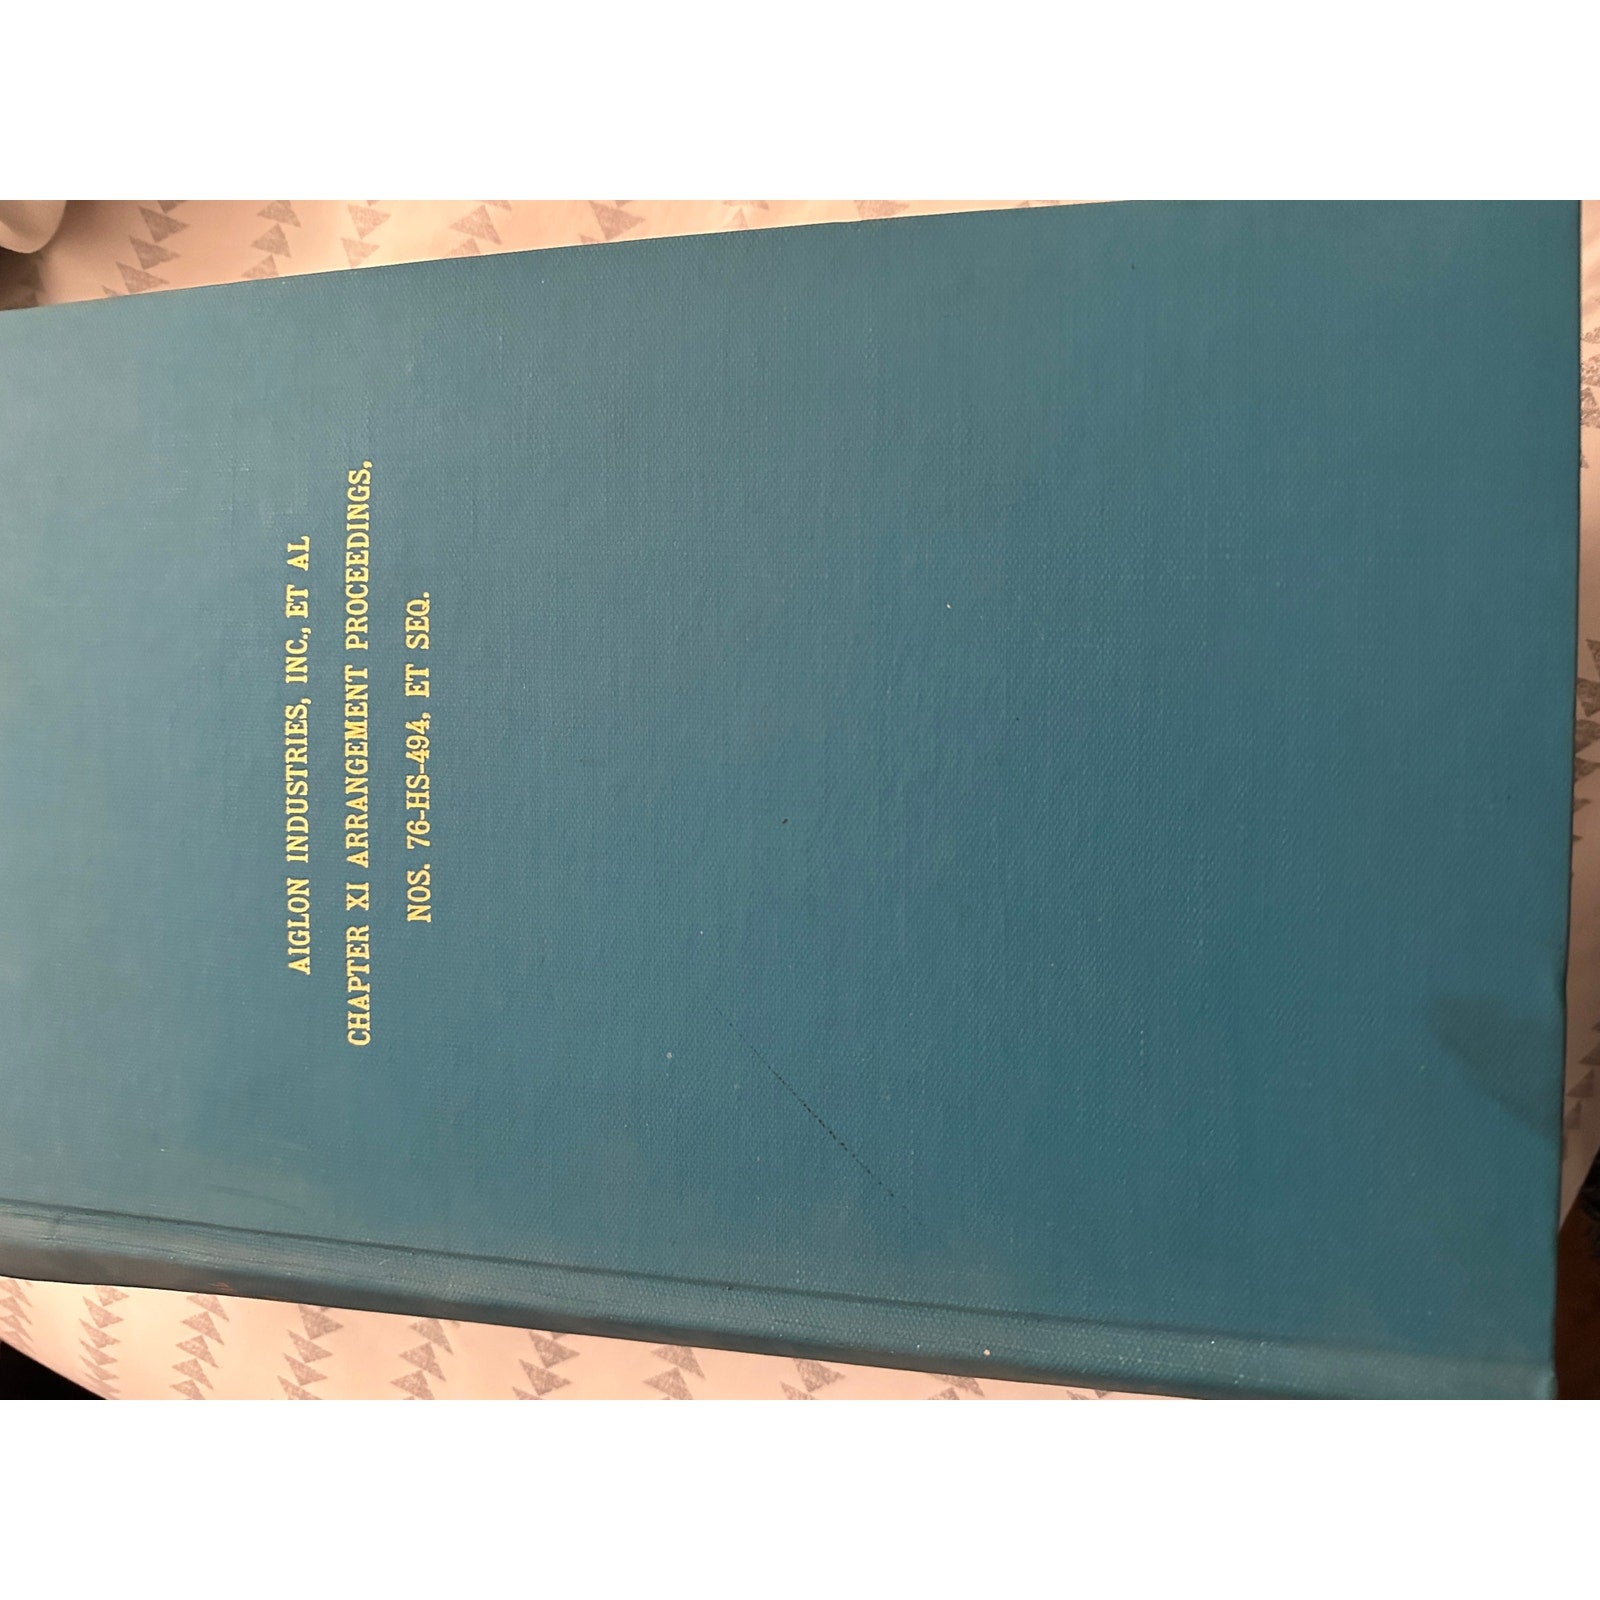 AIGLON INDUSTRIES, INC., ET AL
CHAPTER XI ARRANGEMENT PROCEEDINGS,
NOS. 76-HS-494, ET SEQ.